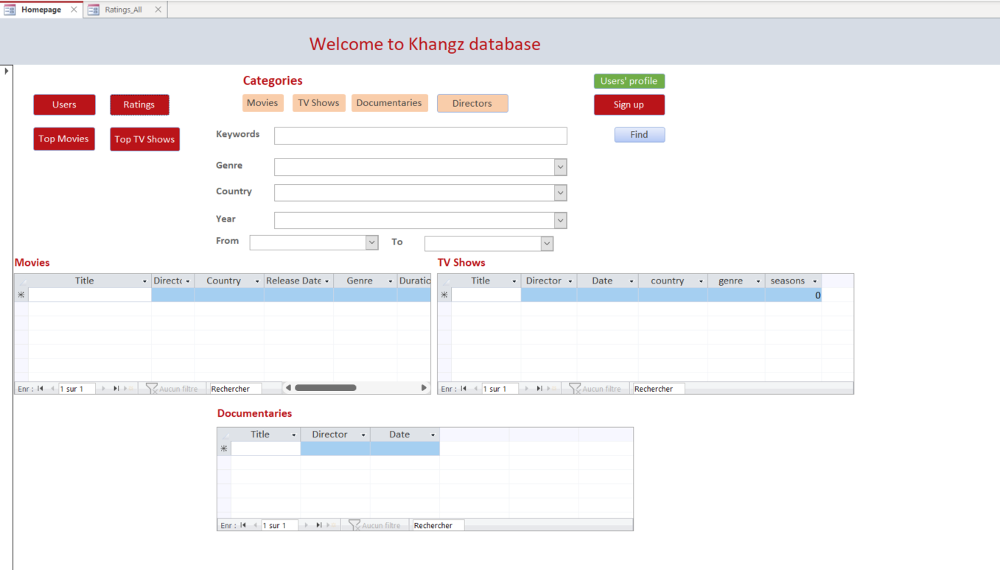 Homepage Ratings_All
Welcome to Khangz database
Categories
Users' profile
Users Ratings
Movies TV Shows Documentaries Directors
Sign up
Top Movies Top TV Shows
Keywords
Find
Genre
Country
Year
From To
Movies TV Shows
Title Directo Country Release Date Genre Duratio
Title Director Date country genre seasons
0
Enr : 1 sur 1 Aucun filtre Rechercher
Enr : 1 sur 1 Aucun filtre Rechercher
Documentaries
Title Director Date
Enr : 1 sur 1 Aucun filtre Rechercher